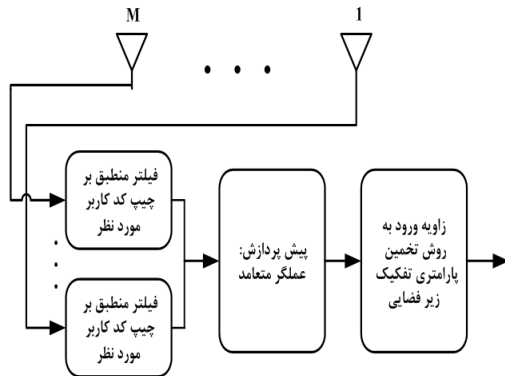 M
1
فیلتر منطبق بر
چیپ کد کاربر
مورد نظر
پیش پردازش:
عملگر متعامد
زاویه ورود به
روش تخمین
پارامتری تفکیک
زیر فضایی
فیلتر منطبق بر
چیپ کد کاربر
مورد نظر